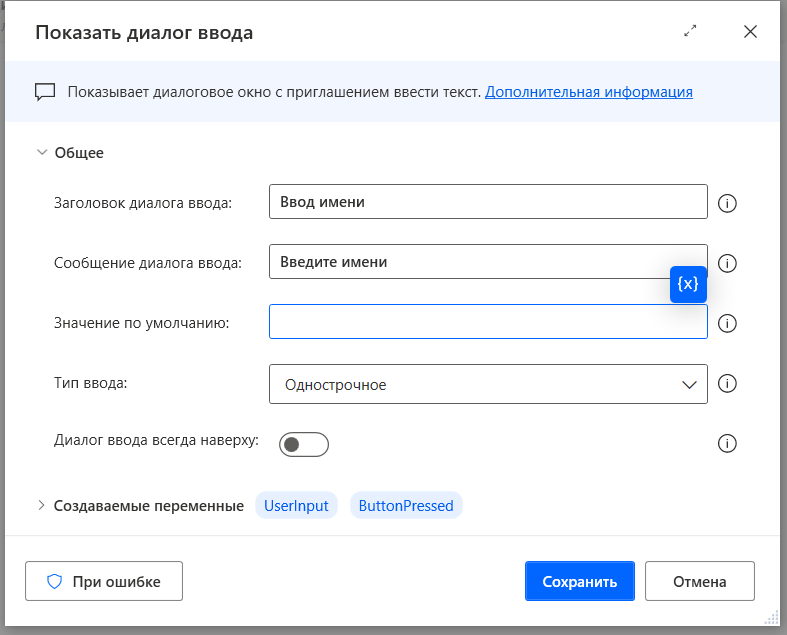 Показать диалог ввода
Показывает диалоговое окно с приглашением ввести текст. Дополнительная информация
Общее
Заголовок диалога ввода: Ввод имени
Сообщение диалога ввода: Введите имени
{x}
Значение по умолчанию:
Тип ввода: Однострочное
Диалог ввода всегда наверху:
Создаваемые переменные UserInput ButtonPressed
При ошибке Сохранить Отмена